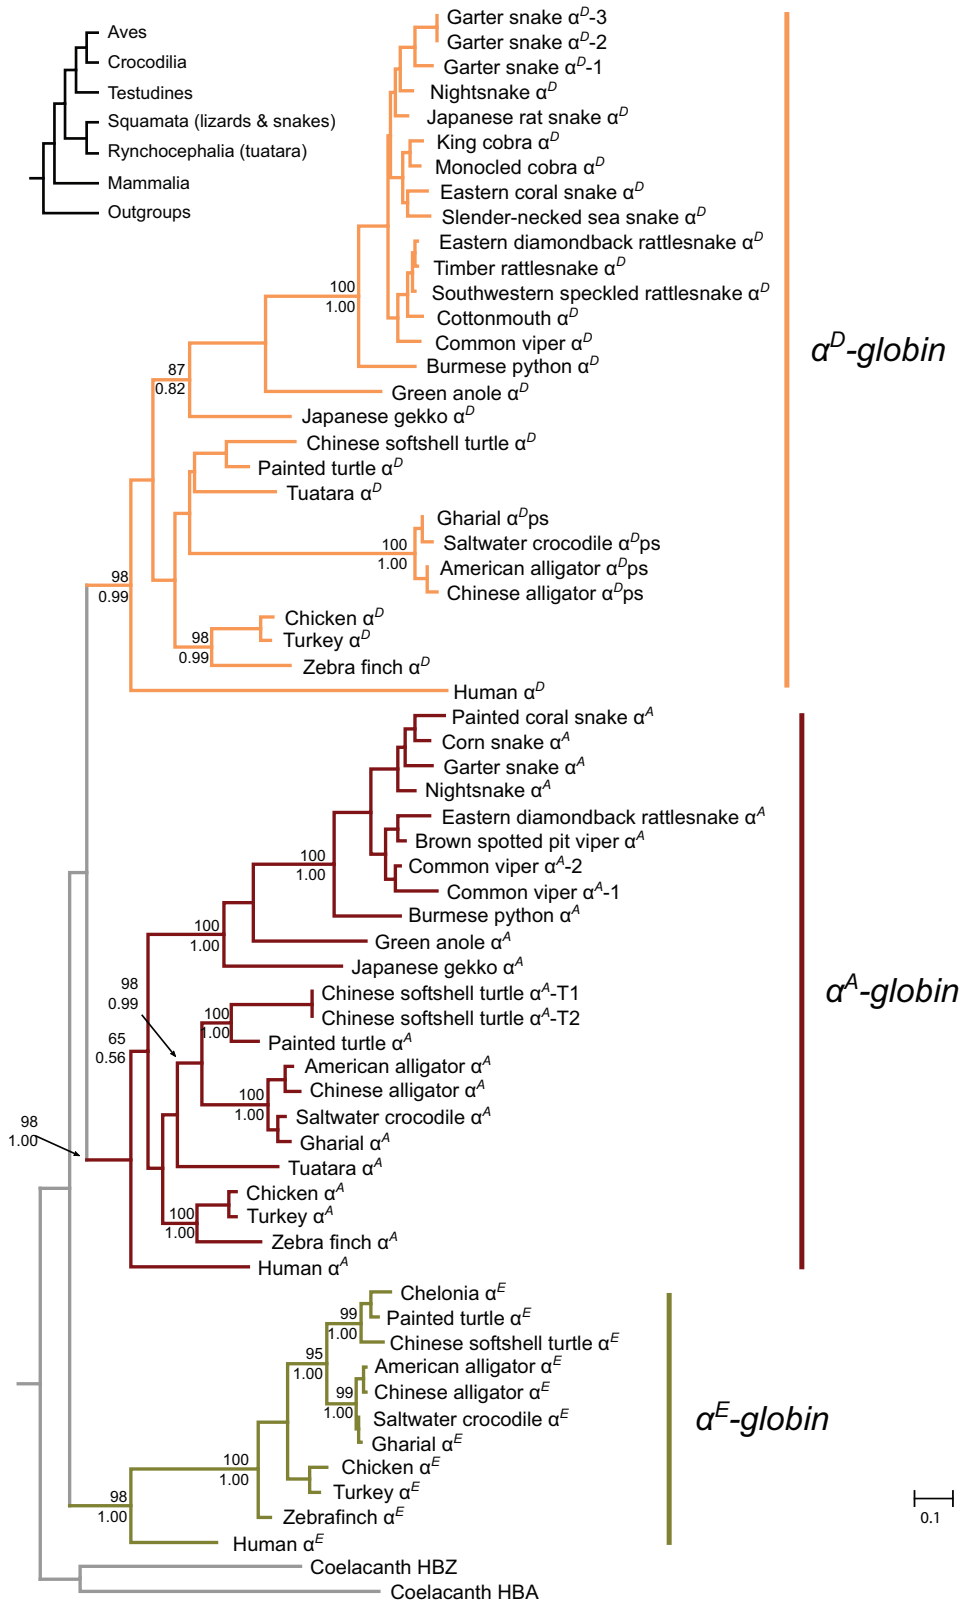 Aves
Crocodilia
Testudines
Squamata (lizards & snakes)
Rynchocephalia (tuatara)
Mammalia
Outgroups
Garter snake αD-3
Garter snake αD-2
Garter snake αD-1
Nightsnake αD
Japanese rat snake αD
King cobra αD
Monocled cobra αD
Eastern coral snake αD
Slender-necked sea snake αD
Eastern diamondback rattlesnake αD
Timber rattlesnake αD
100
1.00
Southwestern speckled rattlesnake αD
Cottonmouth αD
Common viper αD
αD-globin
Burmese python αD
87
0.82
Green anole αD
Japanese gekko αD
Chinese softshell turtle αD
Painted turtle αD
Tuatara αD
Gharial αDps
Saltwater crocodile αDps
100
1.00
American alligator αDps
Chinese alligator αDps
98
0.99
Chicken αD
Turkey αD
98
0.99
Zebra finch αD
Human αD
Painted coral snake αA
Corn snake αA
Garter snake αA
Nightsnake αA
Eastern diamondback rattlesnake αA
Brown spotted pit viper αA
100
1.00
Common viper αA-2
Common viper αA-1
Burmese python αA
100
1.00
Green anole αA
Japanese gekko αA
αA-globin
98
0.99
Chinese softshell turtle αA-T1
Chinese softshell turtle αA-T2
100
1.00
Painted turtle αA
65
0.56
American alligator αA
Chinese alligator αA
100
1.00
Saltwater crocodile αA
Gharial αA
98
1.00
Tuatara αA
Chicken αA
Turkey αA
100
1.00
Zebra finch αA
Human αA
Chelonia αE
Painted turtle αE
99
1.00
Chinese softshell turtle αE
95
1.00
American alligator αE
Chinese alligator αE
99
1.00
Saltwater crocodile αE
Gharial αE
αE-globin
100
1.00
Chicken αE
Turkey αE
98
1.00
Zebrafinch αE
Human αE
0.1
Coelacanth HBZ
Coelacanth HBA